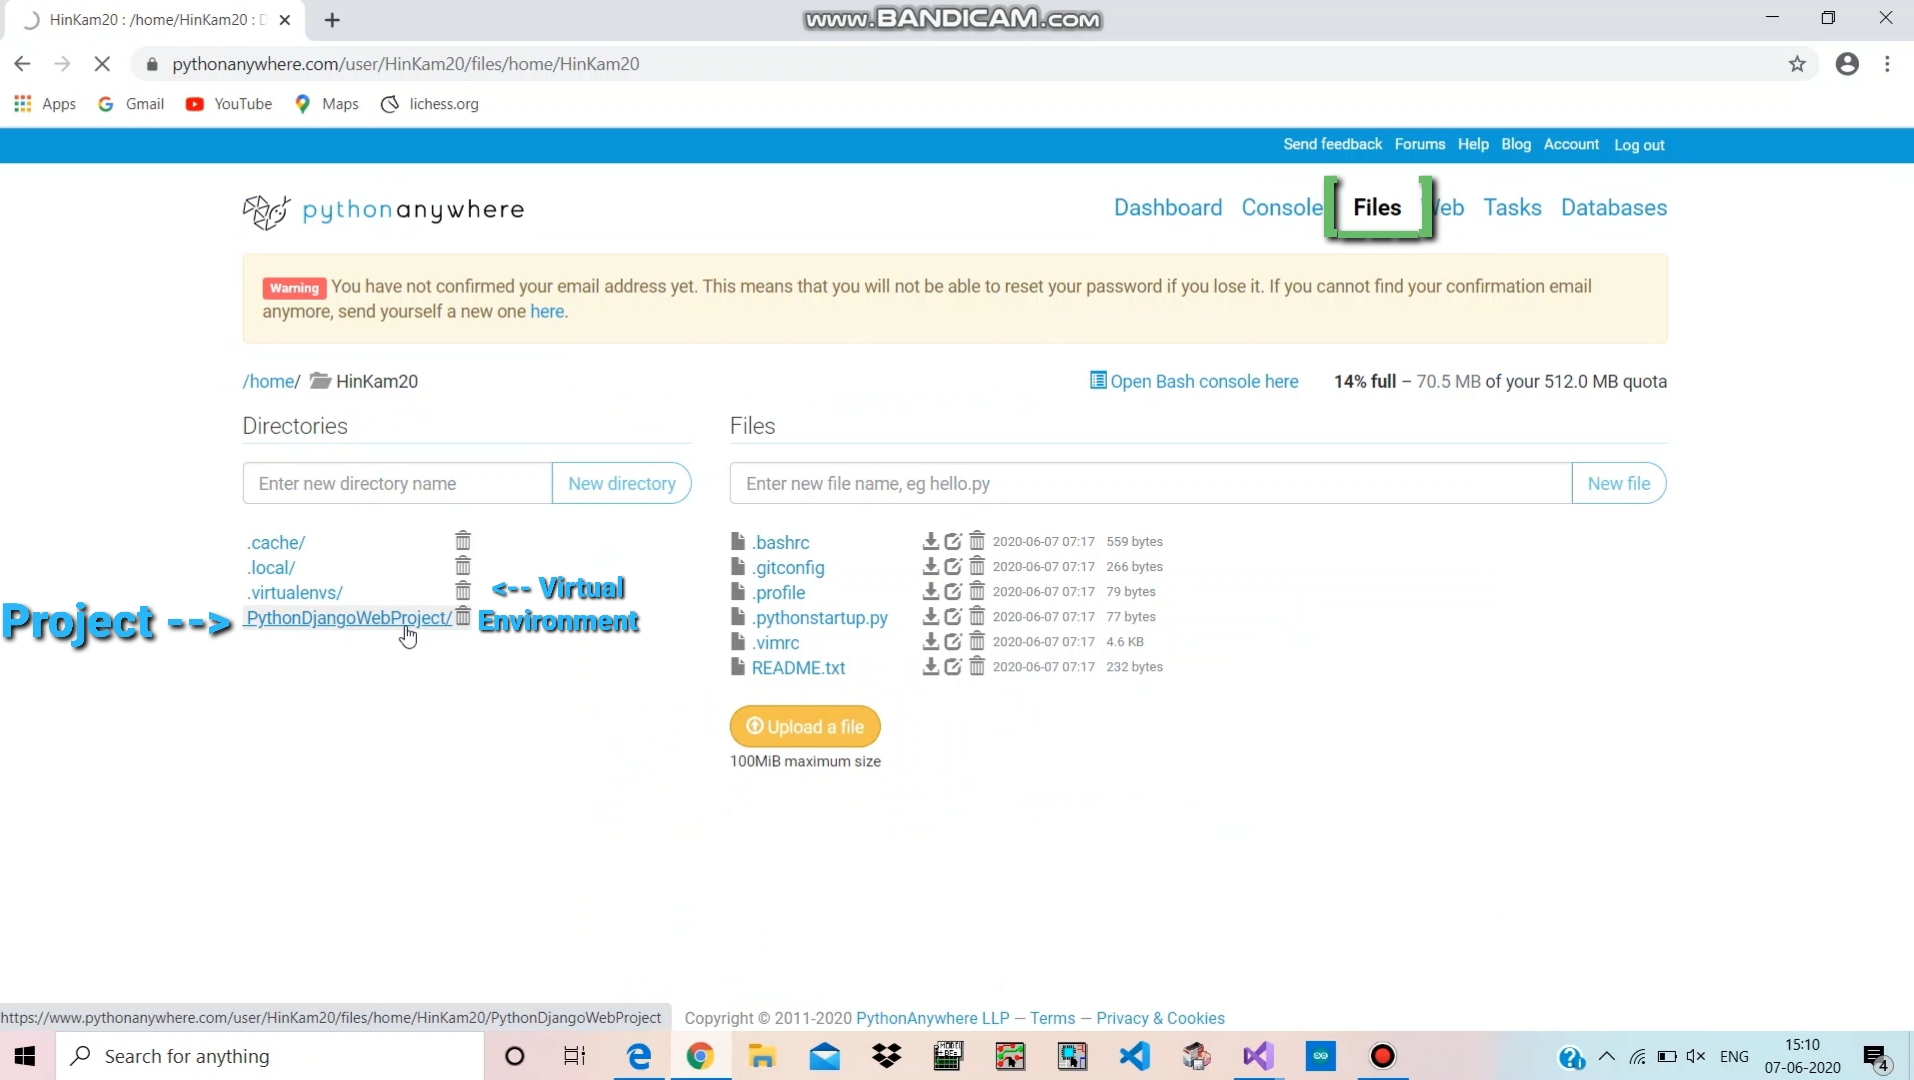 HinKam20 : /home/HinKam20 : D
www.BANDICAM.com
pythonanywhere.com/user/HinKam20/files/home/HinKam20
Apps Gmail YouTube Maps lichess.org
Send feedback Forums Help Blog Account Log out
pythonanywhere
Dashboard Console Files Web Tasks Databases
Warning You have not confirmed your email address yet. This means that you will not be able to reset your password if you lose it. If you cannot find your confirmation email
anymore, send yourself a new one here.
/home/ HinKam20
Open Bash console here 14% full – 70.5 MB of your 512.0 MB quota
Directories
Enter new directory name New directory
.cache/
.local/
.virtualenvs/
PythonDjangoWebProject/
Project -->
<-- Virtual
Environment
Files
Enter new file name, eg hello.py New file
.bashrc 2020-06-07 07:17 559 bytes
.gitconfig 2020-06-07 07:17 266 bytes
.profile 2020-06-07 07:17 79 bytes
.pythonstartup.py 2020-06-07 07:17 77 bytes
.vimrc 2020-06-07 07:17 4.6 KB
README.txt 2020-06-07 07:17 232 bytes
Upload a file
100MiB maximum size
https://www.pythonanywhere.com/user/HinKam20/files/home/HinKam20/PythonDjangoWebProject
Copyright © 2011-2020 PythonAnywhere LLP — Terms — Privacy & Cookies
Search for anything
ENG
15:10
07-06-2020
4